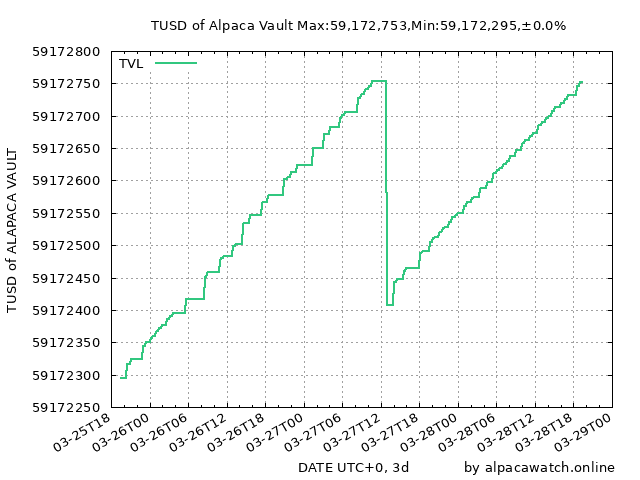 TUSD of Alpaca Vault Max:59,172,753,Min:59,172,295,±0.0%
TVL
TUSD of ALAPACA VAULT
59172800
59172750
59172700
59172650
59172600
59172550
59172500
59172450
59172400
59172350
59172300
59172250
03-25T18
03-26T00
03-26T06
03-26T12
03-26T18
03-27T00
03-27T06
03-27T12
03-27T18
03-28T00
03-28T06
03-28T12
03-28T18
03-29T00
DATE UTC+0, 3d
by alpacawatch.online